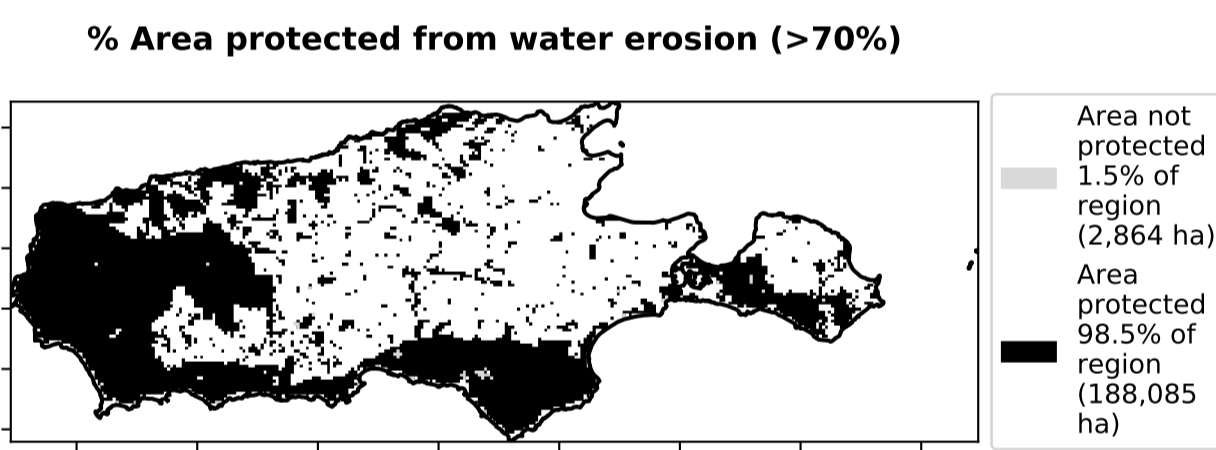 % Area protected from water erosion (>70%)
Area not
protected
1.5% of
region
(2,864 ha)
Area
protected
98.5% of
region
(188,085
ha)